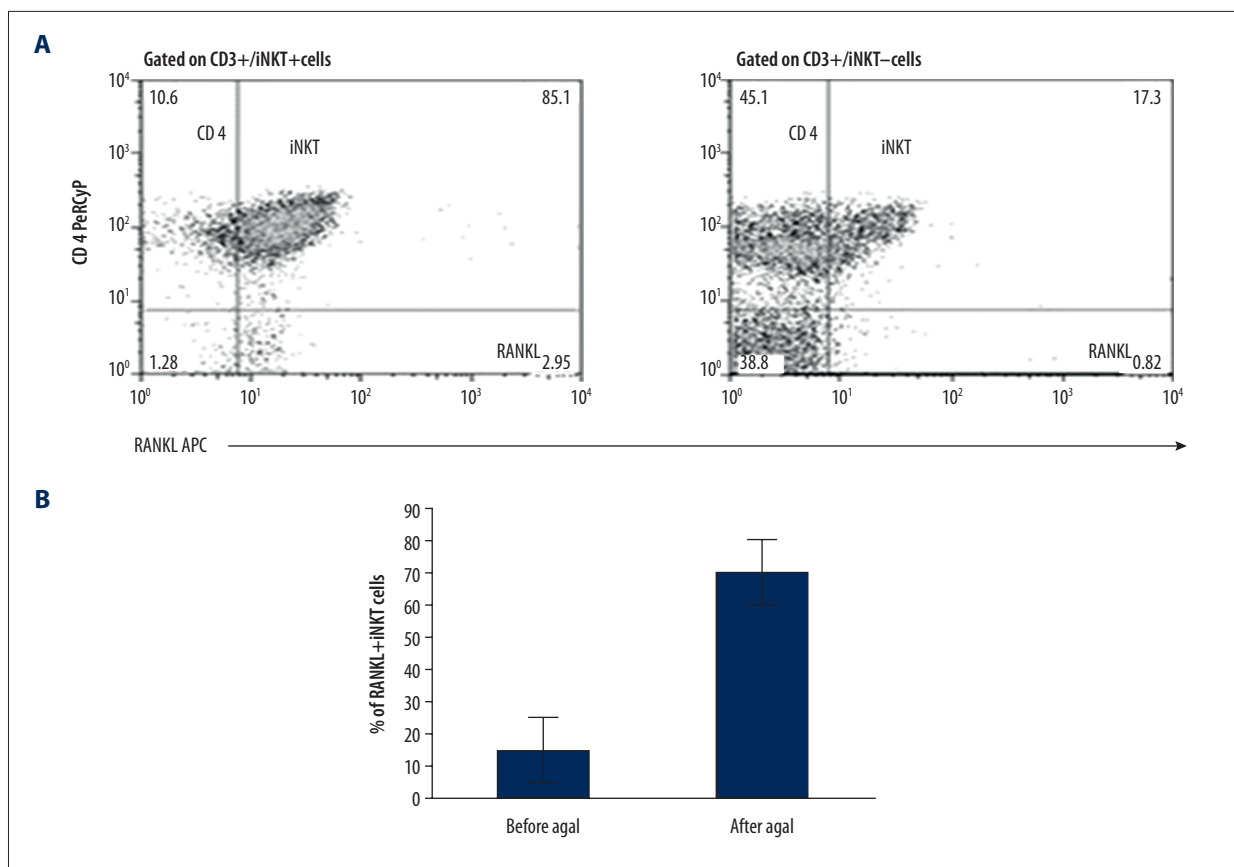 A
Gated on CD3+/iNKT+cells
10⁴
10³
10²
10¹
10⁰
CD 4 PeRCyP
10.6
85.1
CD 4
iNKT
1.28
RANKL
2.95
10⁰ 10¹ 10² 10³ 10⁴
Gated on CD3+/iNKT–cells
10⁴
10³
10²
10¹
10⁰
45.1
17.3
CD 4
iNKT
38.8
RANKL
0.82
10⁰ 10¹ 10² 10³ 10⁴
RANKL APC
B
% of RANKL+iNKT cells
90
80
70
60
50
40
30
20
10
0
Before agal
After agal